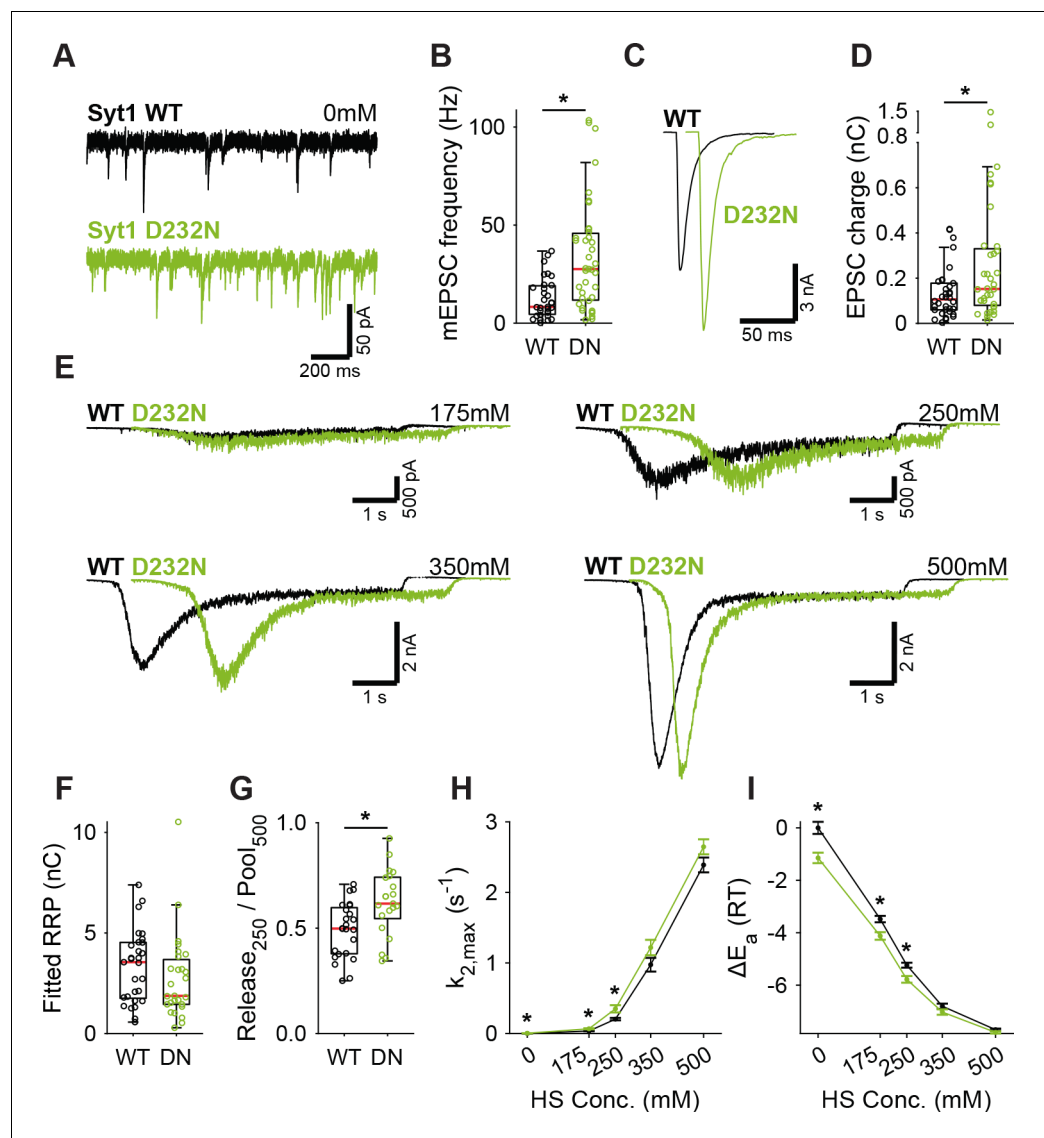 A
Syt1 WT
0mM
Syt1 D232N
50 pA
200 ms
B
mEPSC frequency (Hz)
100
50
0
*
WT
DN
C
WT
D232N
3 nA
50 ms
D
EPSC charge (nC)
1.5
0.8
0.6
0.4
0.2
0
*
WT
DN
E
WT D232N
175mM
500 pA
1 s
WT D232N
250mM
500 pA
1 s
WT D232N
350mM
2 nA
1 s
WT D232N
500mM
2 nA
1 s
F
Fitted RRP (nC)
10
5
0
WT
DN
G
Release250 / Pool500
1.0
0.5
0.0
*
WT
DN
H
k2,max (s-1)
3
2
1
0
* * *
0 175 250 350 500
HS Conc. (mM)
I
ΔEa (RT)
0
-2
-4
-6
* * *
0 175 250 350 500
HS Conc. (mM)